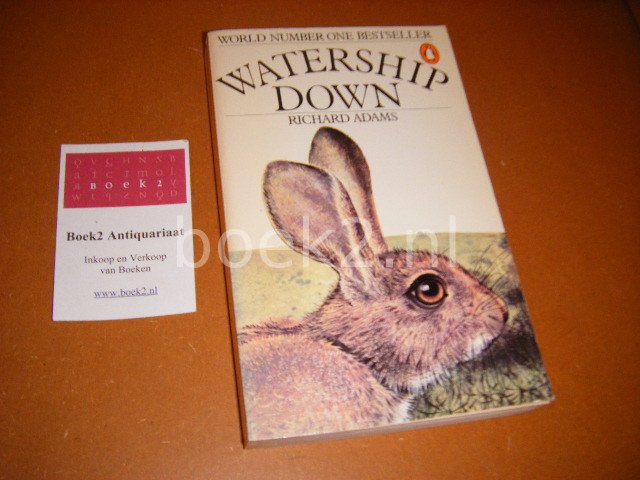 WORLD NUMBER ONE BESTSELLER
WATERSHIP
DOWN
RICHARD ADAMS
BOEK2
Boek2 Antiquariaat
Inkoop en Verkoop
van Boeken
www.boek2.nl
boek2.nl